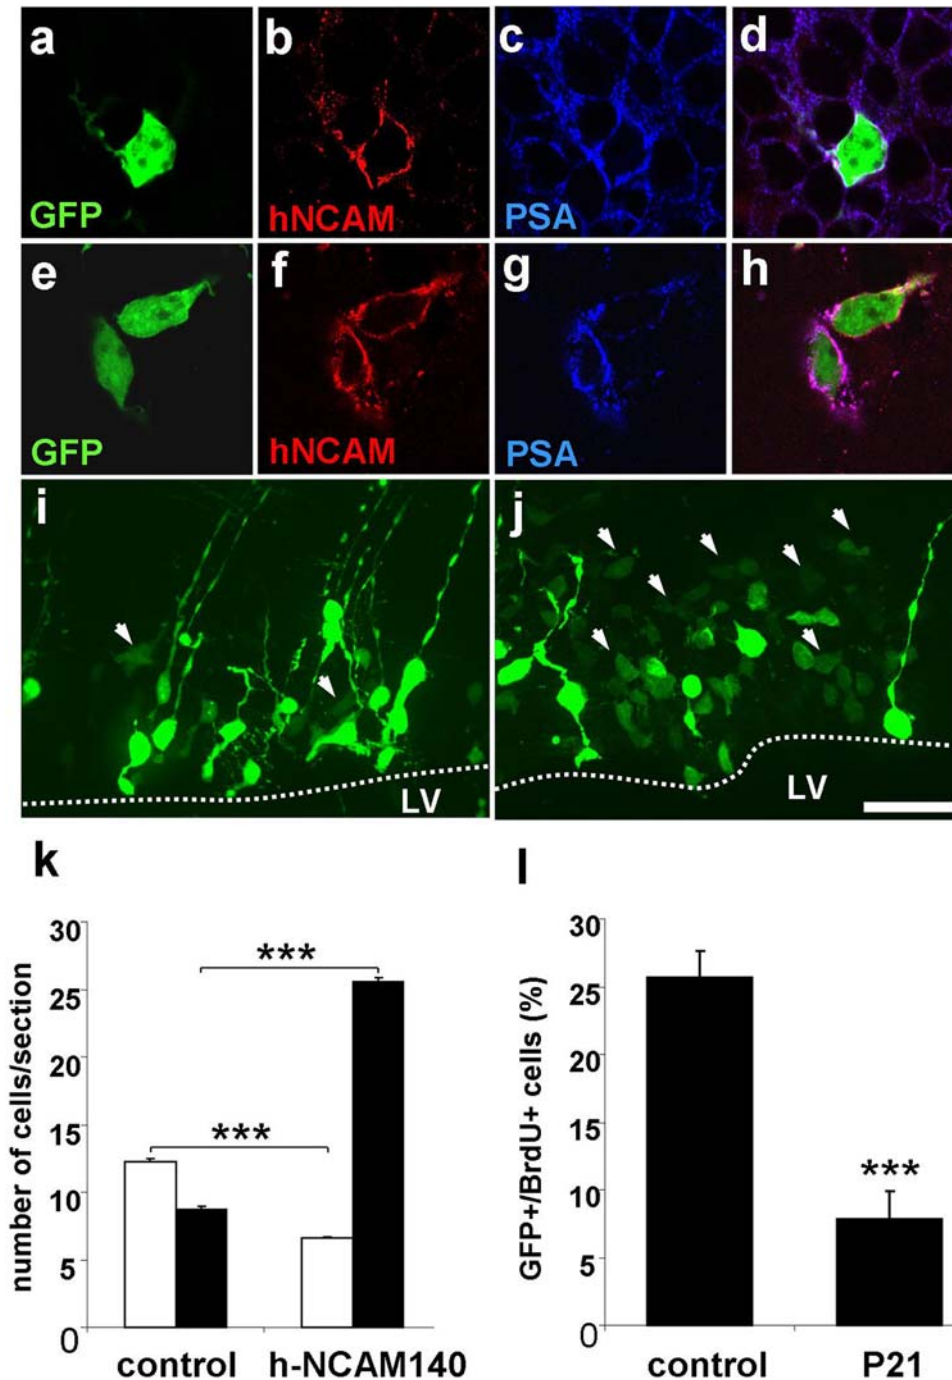 a
b
c
d
GFP
hNCAM
PSA
e
f
g
h
GFP
hNCAM
PSA
i
j
LV
LV
k
l
number of cells/section
30
25
20
15
10
5
0
***
***
control
h-NCAM140
GFP+/BrdU+ cells (%)
30
25
20
15
10
5
0
***
control
P21